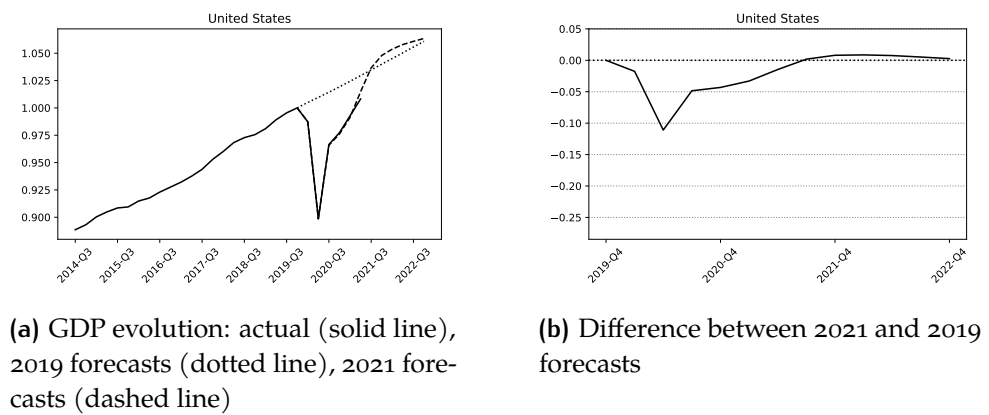 United States
1.050
1.025
1.000
0.975
0.950
0.925
0.900
2014-Q3
2015-Q3
2016-Q3
2017-Q3
2018-Q3
2019-Q3
2020-Q3
2021-Q3
2022-Q3
(a) GDP evolution: actual (solid line),
2019 forecasts (dotted line), 2021 fore-
casts (dashed line)
United States
0.05
0.00
−0.05
−0.10
−0.15
−0.20
−0.25
2019-Q4
2020-Q4
2021-Q4
2022-Q4
(b) Difference between 2021 and 2019
forecasts